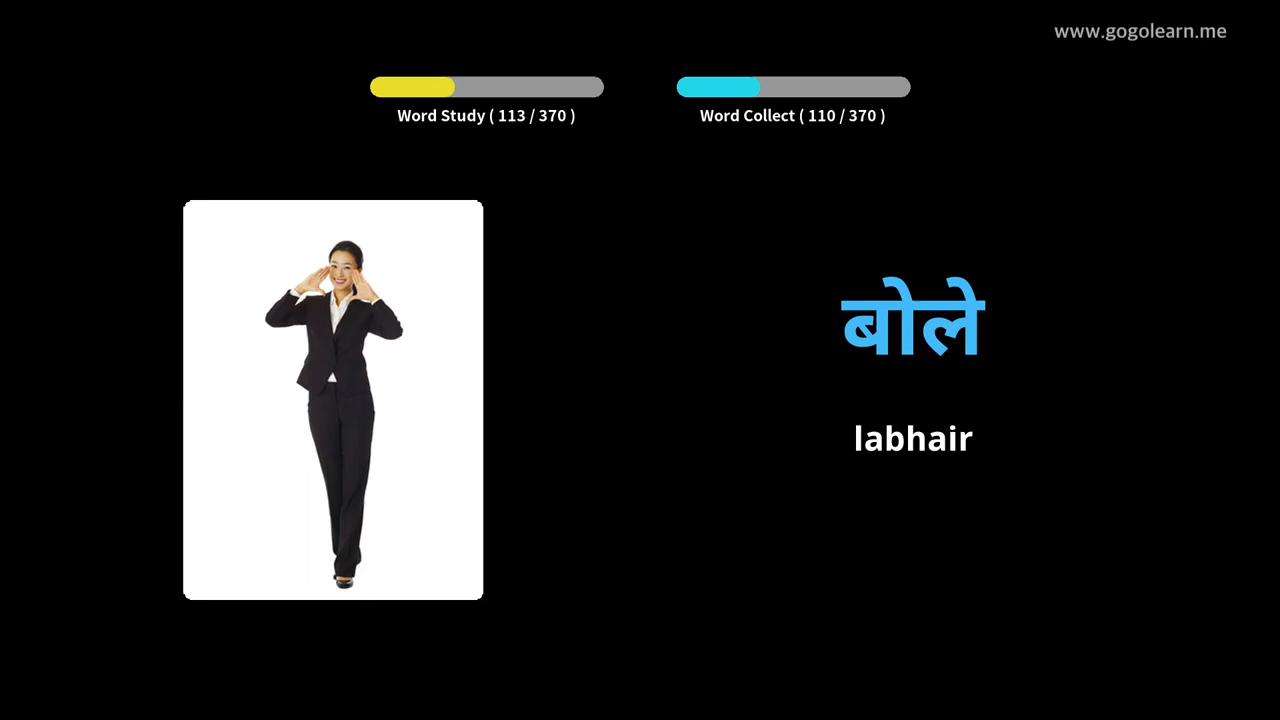 www.gogolearn.me
Word Study ( 113 / 370 )
Word Collect ( 110 / 370 )
बोले
labhair